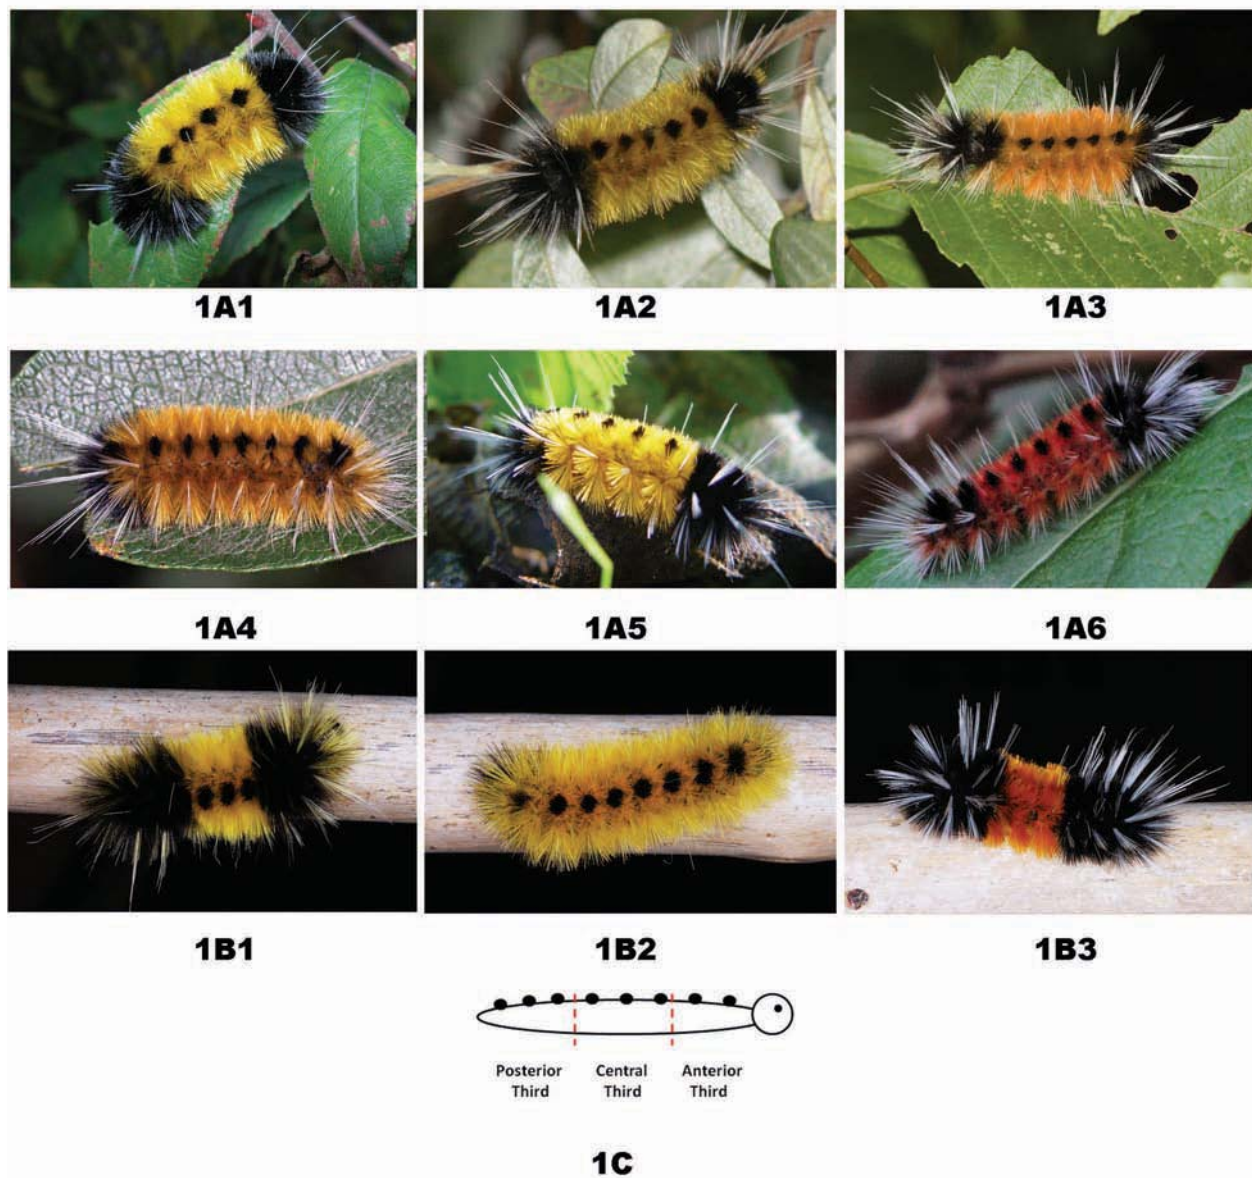 1A1
1A2
1A3
1A4
1A5
1A6
1B1
1B2
1B3
Posterior Third
Central Third
Anterior Third
1C